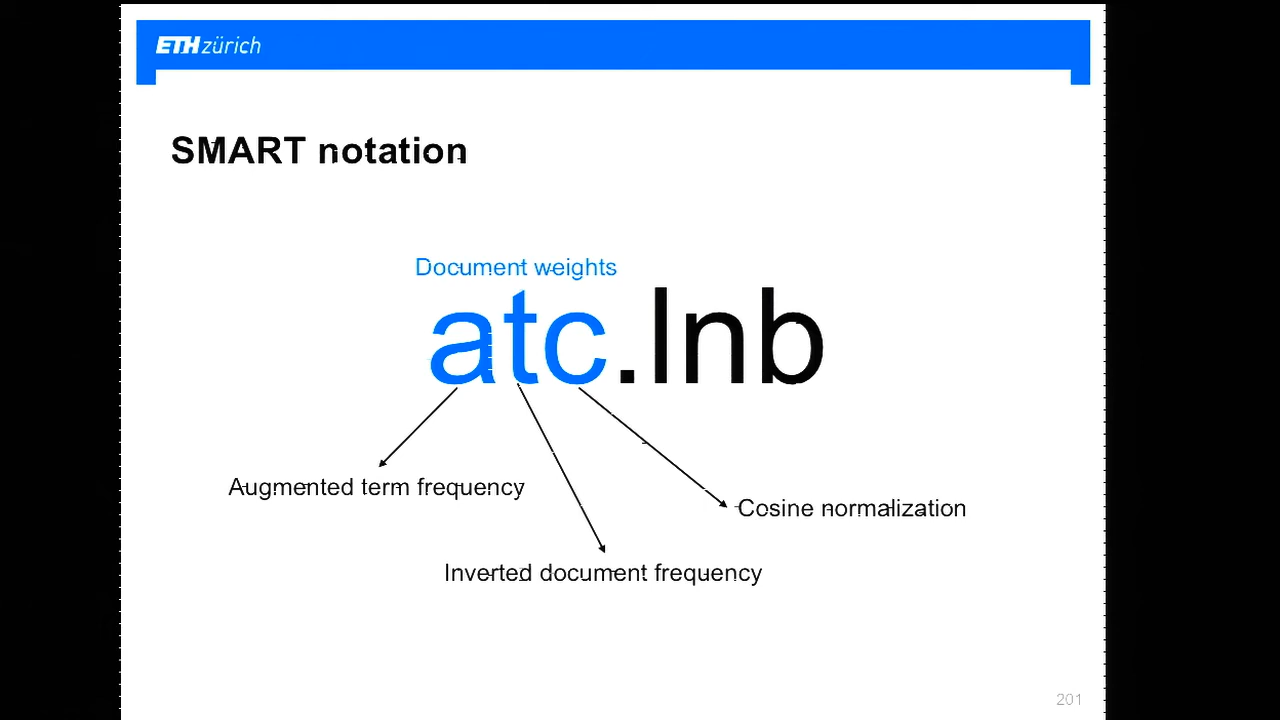 ETH zürich
SMART notation
Document weights
atc.lnb
Augmented term frequency
Cosine normalization
Inverted document frequency
201